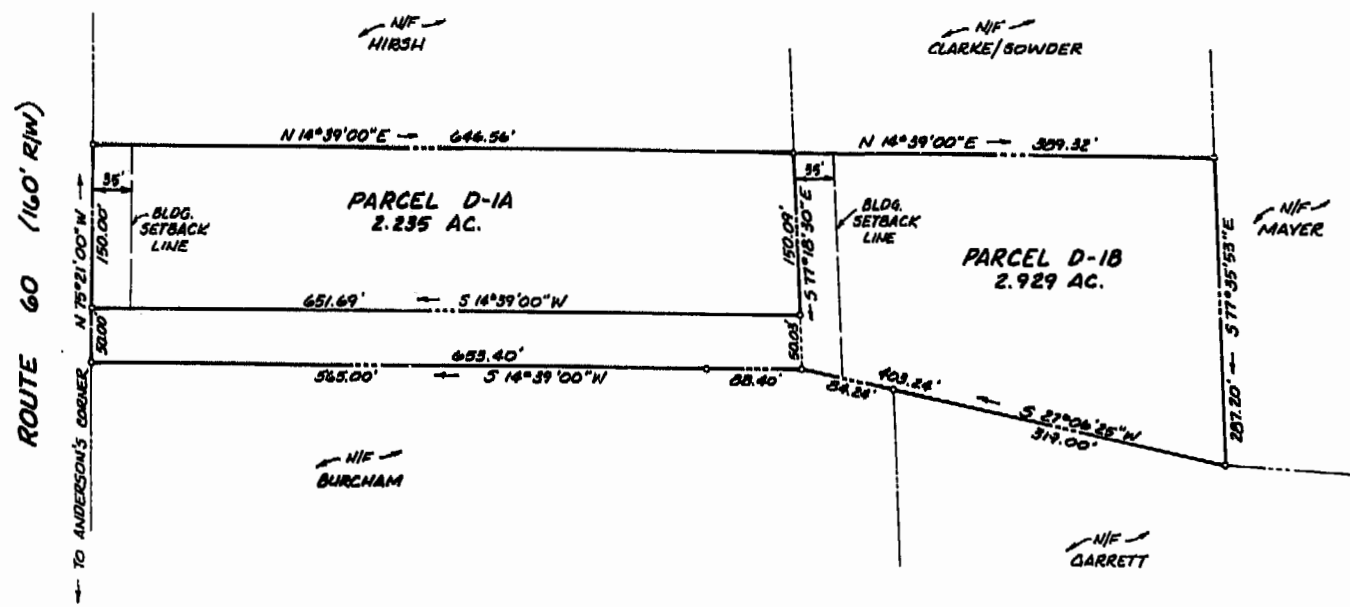 N/F
HIRSH
N/F
CLARKE/SOWDER
N 14°39'00"E 646.56'
N 14°39'00"E 389.32'
35'
35'
PARCEL D-1A
2.235 AC.
BLDG.
SETBACK
LINE
BLDG.
SETBACK
LINE
PARCEL D-1B
2.929 AC.
N/F
MAYER
ROUTE 60 (160' R/W)
N 75°21'00"W
150.00'
50.00'
TO ANDERSON'S CORNER
150.09'
S 77°18'30"E
50.03'
S 77°35'53"E
287.20'
651.69' S 14°39'00"W
653.40'
565.00' S 14°39'00"W 88.40'
403.24'
84.24'
S 27°06'25"W
319.00'
N/F
BURCHAM
N/F
GARRETT